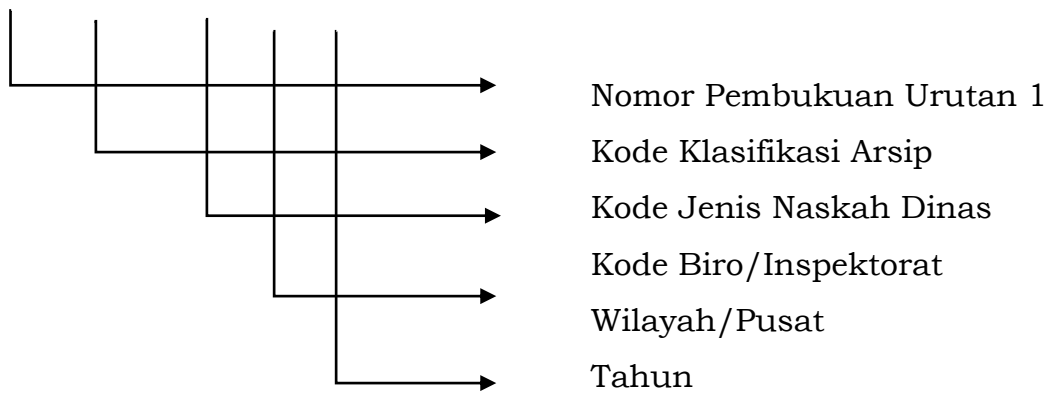 Nomor Pembukuan Urutan 1
Kode Klasifikasi Arsip
Kode Jenis Naskah Dinas
Kode Biro/Inspektorat
Wilayah/Pusat
Tahun